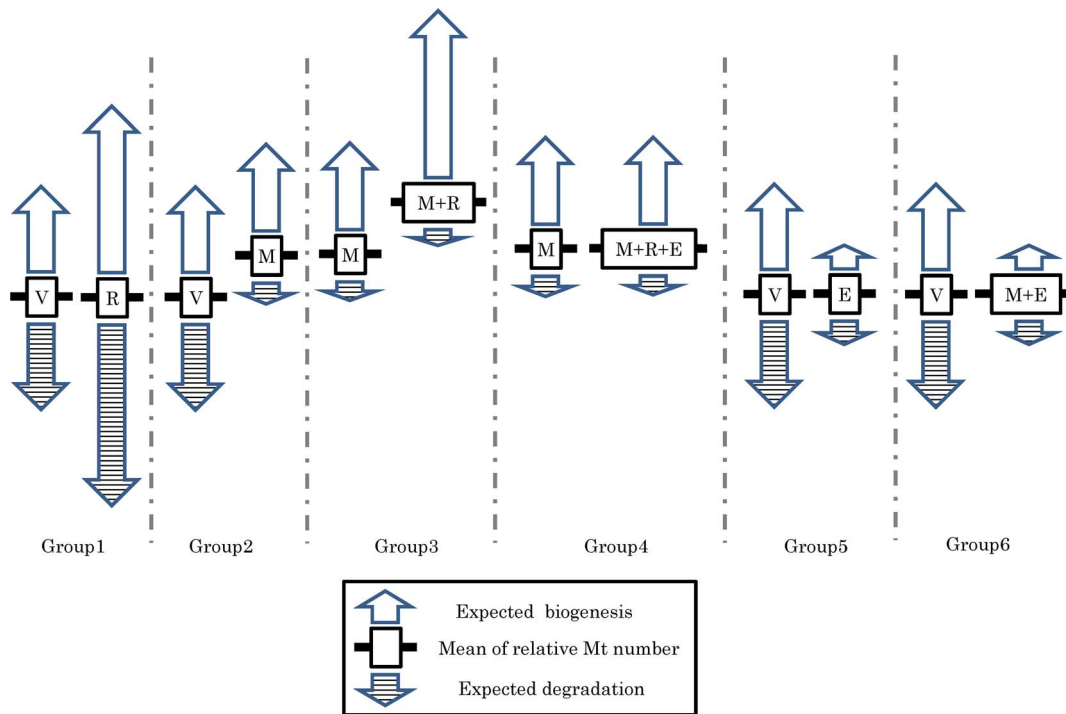 M+R
M
M
M
M+R+E
V
R
V
V
E
V
M+E
Group1
Group2
Group3
Group4
Group5
Group6
Expected biogenesis
Mean of relative Mt number
Expected degradation